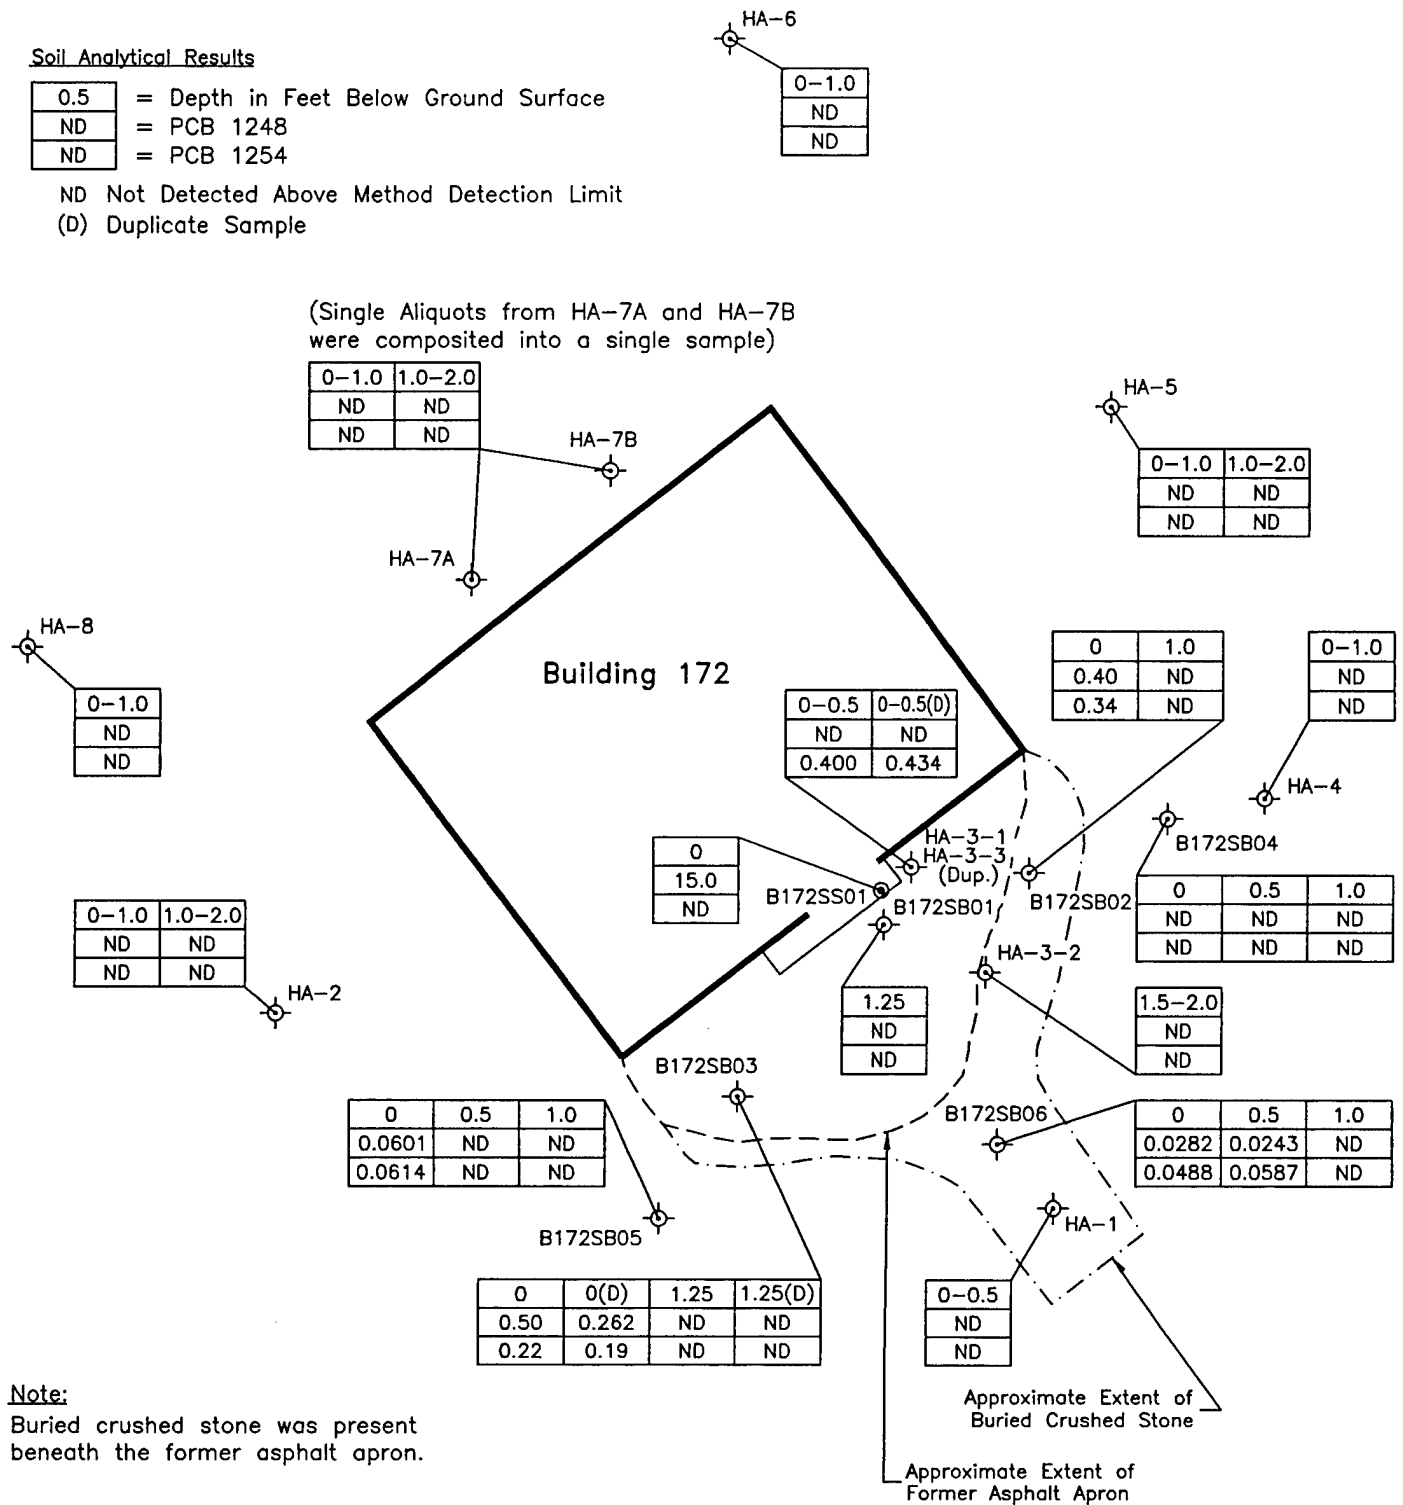 HA-6
Soil Analytical Results
0.5 = Depth in Feet Below Ground Surface
ND = PCB 1248
ND = PCB 1254
ND Not Detected Above Method Detection Limit
(D) Duplicate Sample
0-1.0
ND
ND
(Single Aliquots from HA-7A and HA-7B
were composited into a single sample)
0-1.0 1.0-2.0
ND ND
ND ND
HA-7B
HA-7A
HA-5
0-1.0 1.0-2.0
ND ND
ND ND
HA-8
0-1.0
ND
ND
Building 172
0-0.5 0-0.5(D)
ND ND
0.400 0.434
0 1.0
0.40 ND
0.34 ND
0-1.0
ND
ND
HA-4
HA-3-1
HA-3-3
(Dup.)
B172SB04
0
15.0
ND
B172SS01
B172SB01
B172SB02
0 0.5 1.0
ND ND ND
ND ND ND
0-1.0 1.0-2.0
ND ND
ND ND
HA-2
HA-3-2
1.25
ND
ND
1.5-2.0
ND
ND
B172SB03
0 0.5 1.0
0.0601 ND ND
0.0614 ND ND
B172SB06
0 0.5 1.0
0.0282 0.0243 ND
0.0488 0.0587 ND
B172SB05
HA-1
0 0(D) 1.25 1.25(D)
0.50 0.262 ND ND
0.22 0.19 ND ND
0-0.5
ND
ND
Note:
Buried crushed stone was present
beneath the former asphalt apron.
Approximate Extent of
Buried Crushed Stone
Approximate Extent of
Former Asphalt Apron